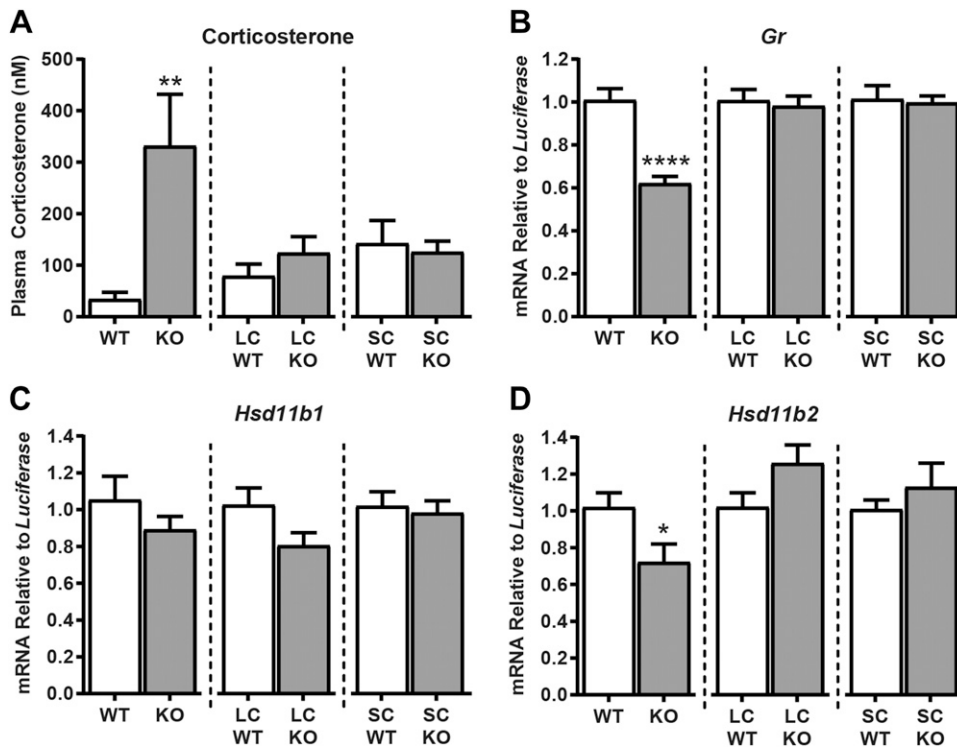 A
Corticosterone
Plasma Corticosterone (nM)
500
400
300
200
100
0
**
WT
KO
LC WT
LC KO
SC WT
SC KO
B
Gr
mRNA Relative to Luciferase
1.2
1.0
0.8
0.6
0.4
0.2
0.0
****
WT
KO
LC WT
LC KO
SC WT
SC KO
C
Hsd11b1
mRNA Relative to Luciferase
1.4
1.2
1.0
0.8
0.6
0.4
0.2
0.0
WT
KO
LC WT
LC KO
SC WT
SC KO
D
Hsd11b2
mRNA Relative to Luciferase
1.4
1.2
1.0
0.8
0.6
0.4
0.2
0.0
*
WT
KO
LC WT
LC KO
SC WT
SC KO